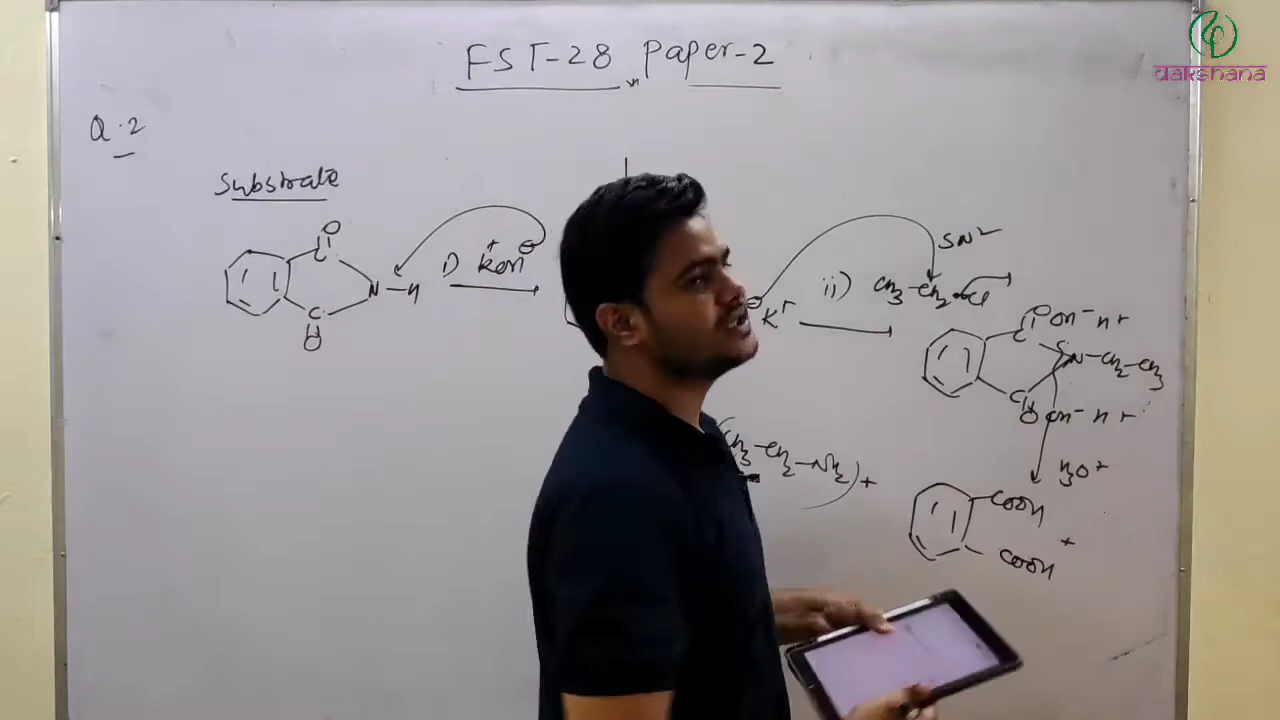 dakshana
FST-28 Paper-2
Q.2
Substrate
O
C
N-H
C
O
i) K+ OH⊖
⊖ K+
ii) CH3-CH2-Cl
SN2
O OH- H+
C
N-CH2-CH3
C
O OH- H+
H3O+
CH3-CH2-NH2 +
COOH
COOH
+